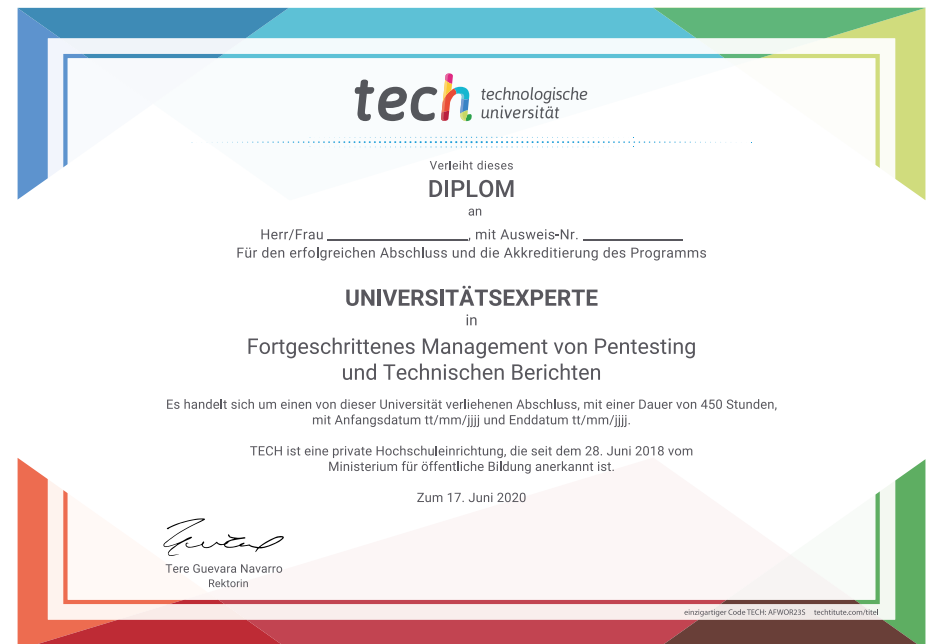 tech technologische
universität
Verleiht dieses
DIPLOM
an
Herr/Frau ____________________, mit Ausweis-Nr. ______________
Für den erfolgreichen Abschluss und die Akkreditierung des Programms
UNIVERSITÄTSEXPERTE
in
Fortgeschrittenes Management von Pentesting
und Technischen Berichten
Es handelt sich um einen von dieser Universität verliehenen Abschluss, mit einer Dauer von 450 Stunden,
mit Anfangsdatum tt/mm/jjjj und Enddatum tt/mm/jjjj.
TECH ist eine private Hochschuleinrichtung, die seit dem 28. Juni 2018 vom
Ministerium für öffentliche Bildung anerkannt ist.
Zum 17. Juni 2020
Tere Guevara Navarro
Rektorin
einzigartiger Code TECH: AFWOR235 techtitute.com/titel